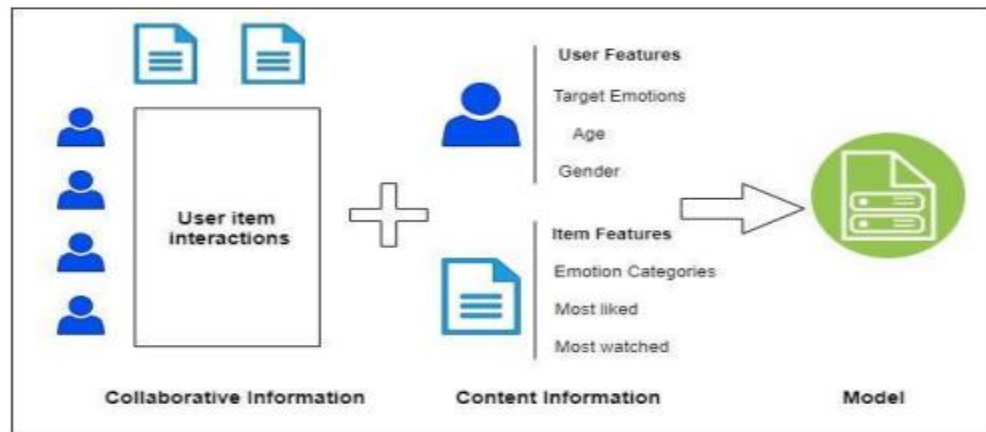 User Features
Target Emotions
Age
Gender
User item
interactions
Item Features
Emotion Categories
Most liked
Most watched
Collaborative Information
Content Information
Model